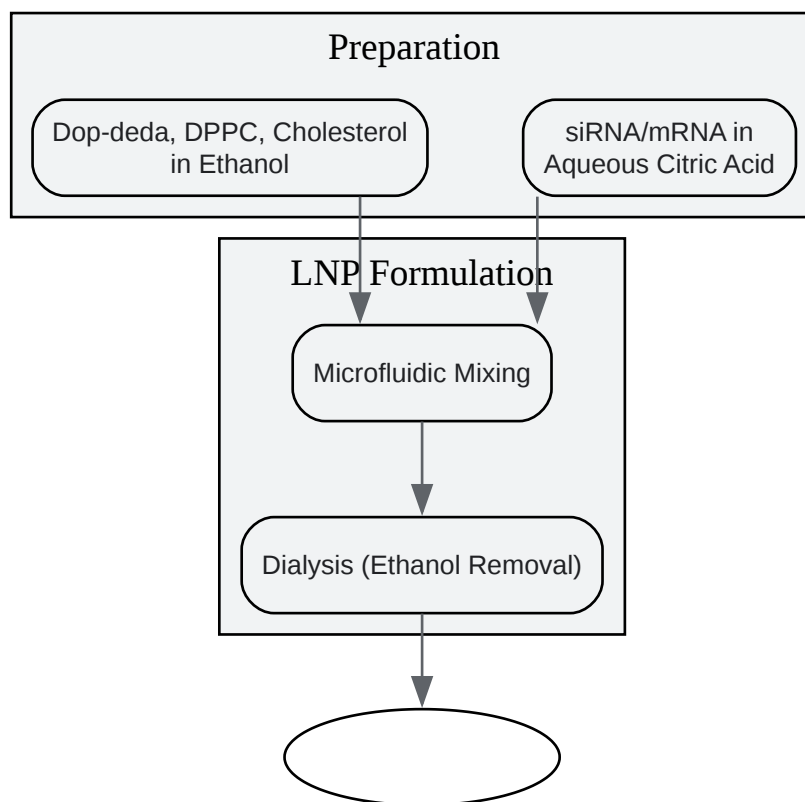 Preparation
Dop-deda, DPPC, Cholesterol
in Ethanol
siRNA/mRNA in
Aqueous Citric Acid
LNP Formulation
Microfluidic Mixing
Dialysis (Ethanol Removal)